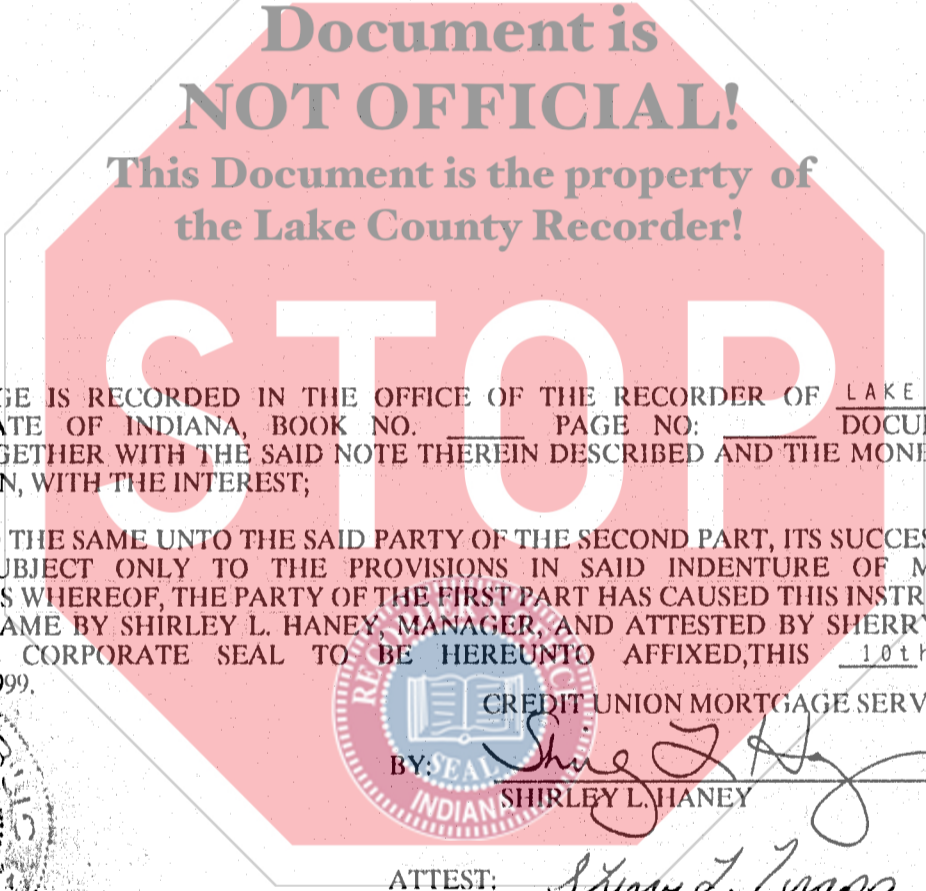 Document is
NOT OFFICIAL!
This Document is the property of
the Lake County Recorder!
STOP
GE IS RECORDED IN THE OFFICE OF THE RECORDER OF LAKE
ATE OF INDIANA, BOOK NO. ____ PAGE NO: ____ DOCU
GETHER WITH THE SAID NOTE THEREIN DESCRIBED AND THE MONE
N, WITH THE INTEREST;
THE SAME UNTO THE SAID PARTY OF THE SECOND PART, ITS SUCCES
UBJECT ONLY TO THE PROVISIONS IN SAID INDENTURE OF M
S WHEREOF, THE PARTY OF THE FIRST PART HAS CAUSED THIS INSTR
AME BY SHIRLEY L. HANEY, MANAGER, AND ATTESTED BY SHERRY
CORPORATE SEAL TO BE HEREUNTO AFFIXED,THIS 10th
999.
CREDIT UNION MORTGAGE SERV
BY:
SHIRLEY L. HANEY
SEAL
INDIANA
ATTEST: